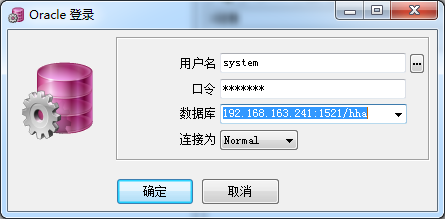 Oracle 登录
用户名 system
口令 *******
数据库 192.168.163.241:1521/hha
连接为 Normal
确定 取消